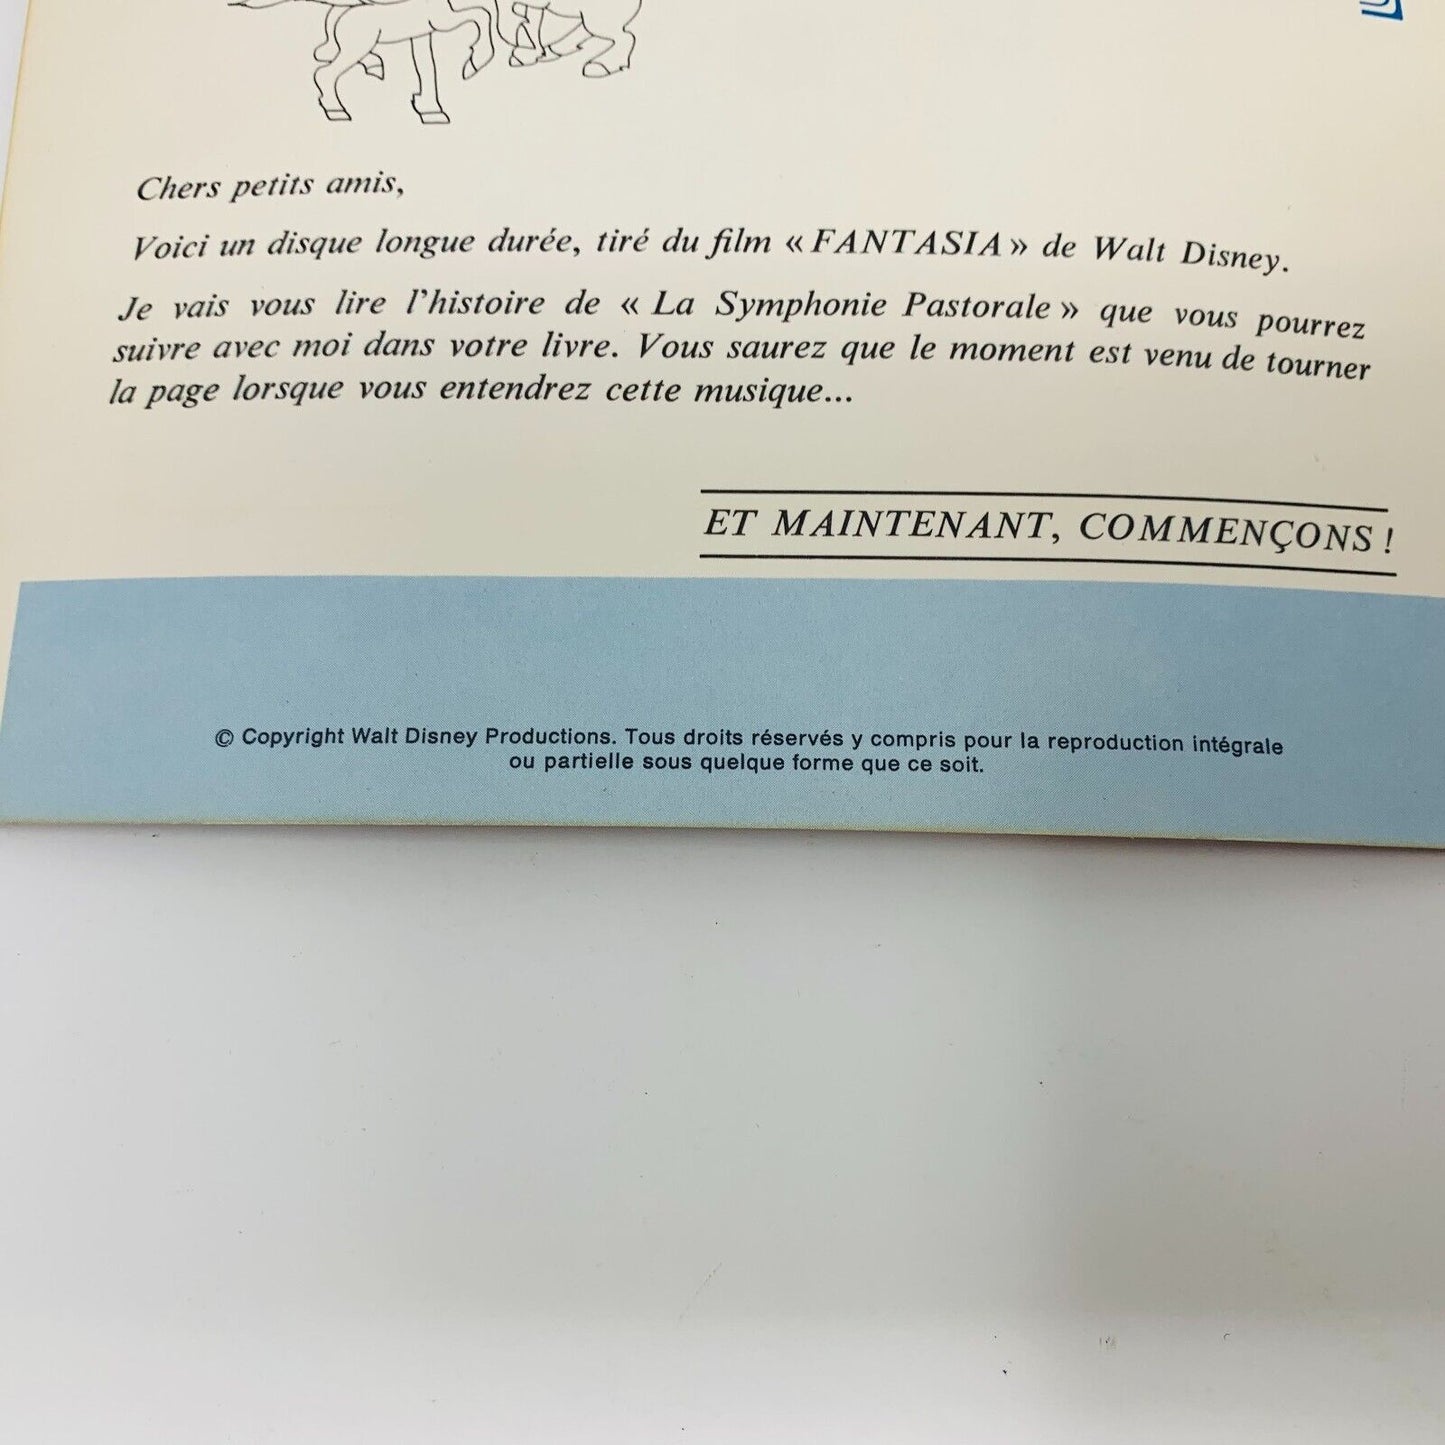 Chers petits amis,
Voici un disque longue durée, tiré du film « FANTASIA » de Walt Disney.
Je vais vous lire l'histoire de « La Symphonie Pastorale » que vous pourrez
suivre avec moi dans votre livre. Vous saurez que le moment est venu de tourner
la page lorsque vous entendrez cette musique...
ET MAINTENANT, COMMENÇONS !
© Copyright Walt Disney Productions. Tous droits réservés y compris pour la reproduction intégrale
ou partielle sous quelque forme que ce soit.